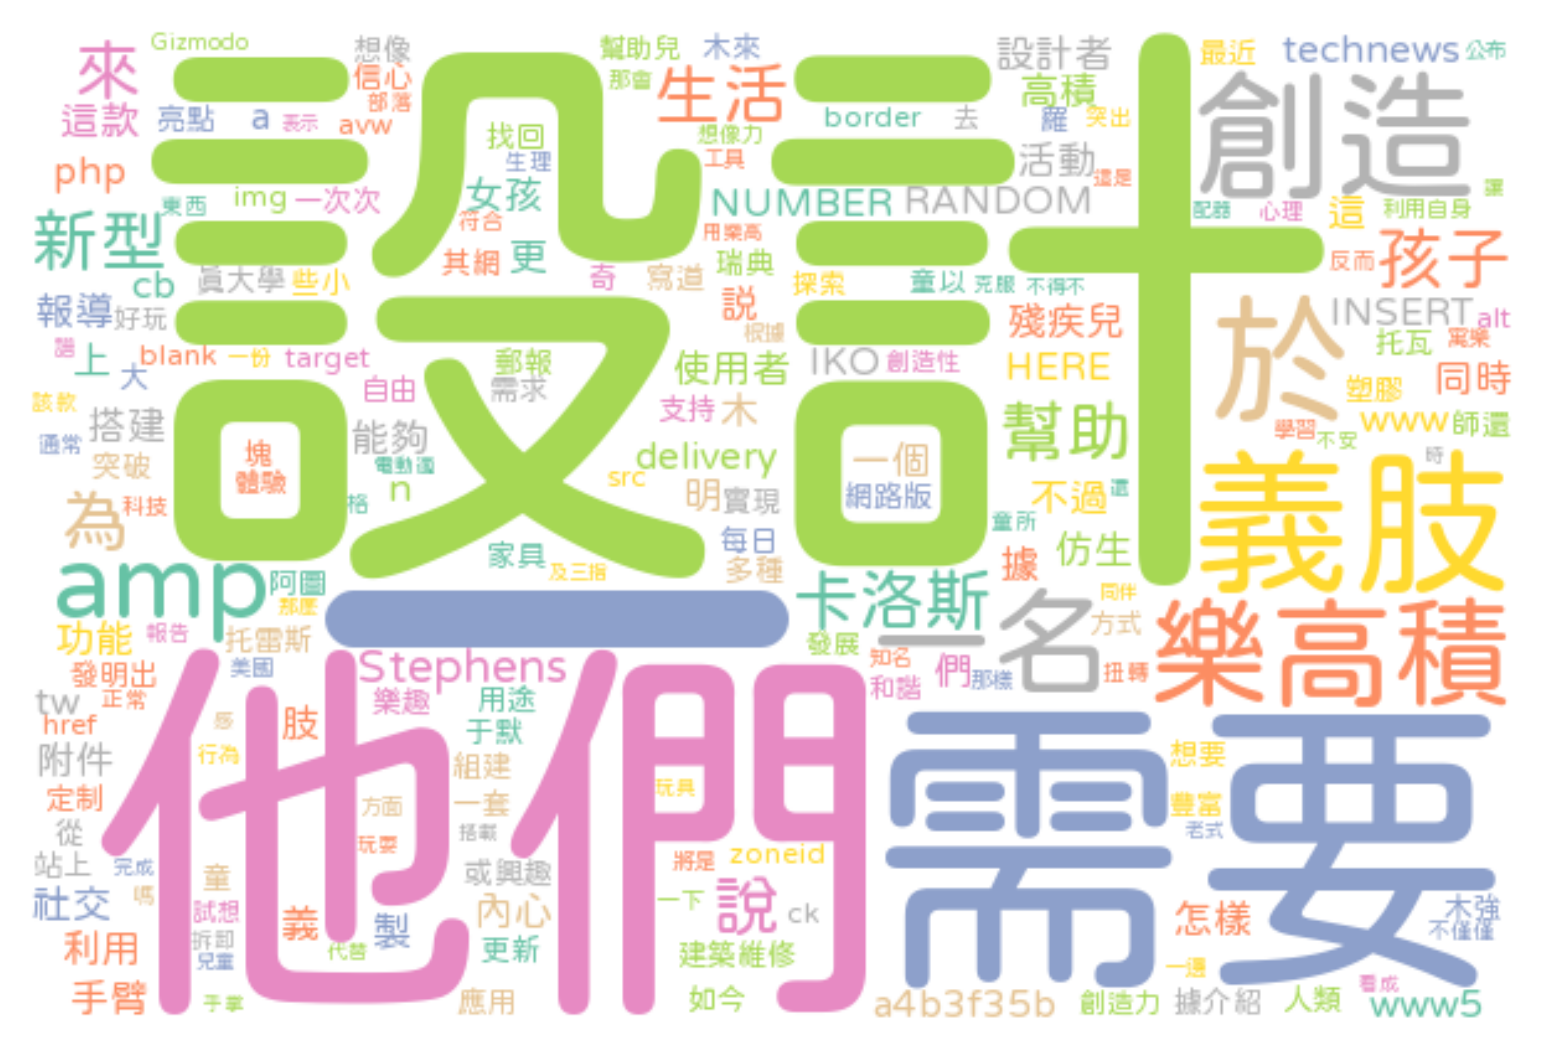 Gizmodo
想像
幫助兒
木來
設計者
最近
technews
公布
來
信心
那會
生活
高積
創造
部落
這款
亮點
a
表示
avw
找回
想像力
border
去
羅
突出
設計
php
生理
工具
活動
這是
img
一次次
女孩
NUMBER
RANDOM
讓
新型
東西
符合
用樂高
配器
心理
這
利用自身
孩子
cb
眞大學
些小
其網
更
奇
寫道
瑞典
探索
童以
克服
不得不
反而
報導
好玩
説
殘疾兒
於
INSERT
alt
譜
上
blank
一份
target
郵報
根據
使用者
IKO
創造性
HERE
托瓦
大
自由
需求
塑膠
同時
該款
搭建
支持
木
幫助
www
師還
通常
能夠
學習
不安
塊
體驗
突破
delivery
一個
網路版
義肢
時
n
src
明
實現
不過
還
為
科技
格
每日
童所
仿生
家具
及三指
多種
據
amp
阿圖
卡洛斯
一名
同伴
樂高積
一
功能
報告
托雷斯
發展
方式
發明出
美國
Stephens
知名
們
那樣
扭轉
tw
正常
樂趣
用途
和諧
href
肢
于默
他們
需要
附件
行為
組建
想要
定制
方面
一套
玩具
豐富
從
搭載
老式
站上
完成
玩耍
將是
zoneid
童
或興趣
社交
嗎
試想
一下
說
ck
木強
義
製
內心
怎樣
不僅僅
利用
拆卸
兒童
代替
更新
建築維修
一邊
手臂
手掌
應用
如今
a4b3f35b
創造力
據介紹
人類
看成
www5